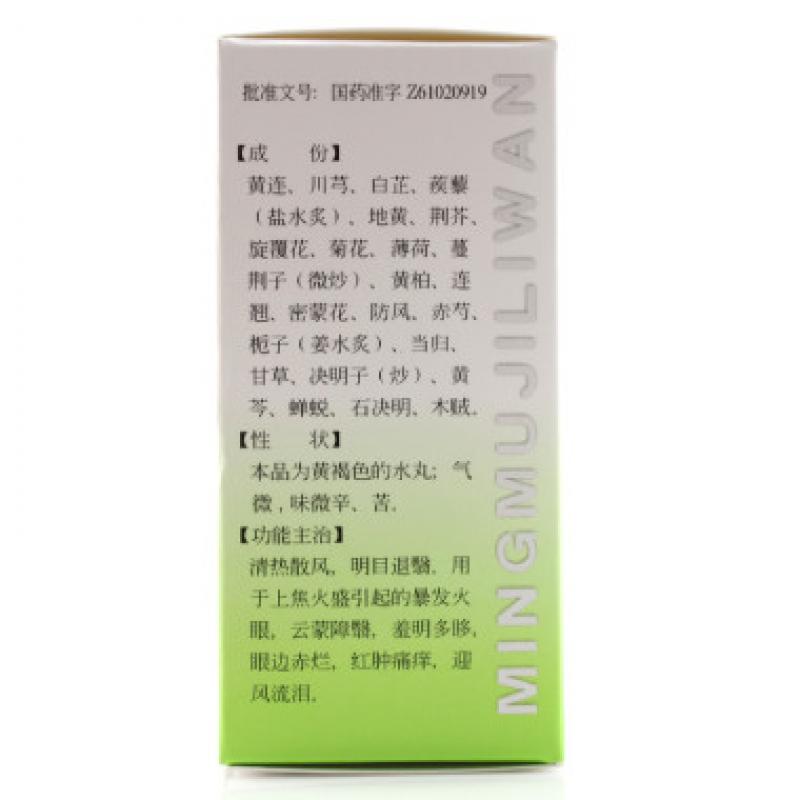 批准文号: 国药准字 Z61020919
【成　　份】
黄连、川芎、白芷、蒺藜
（盐水炙）、地黄、荆芥、
旋覆花、菊花、薄荷、蔓
荆子（微炒）、黄柏、连
翘、密蒙花、防风、赤芍、
栀子（姜水炙）、当归、
甘草、决明子（炒）、黄
芩、蝉蜕、石决明、木贼.
【性　　状】
本品为黄褐色的水丸; 气
微,味微辛、苦.
【功能主治】
清热散风, 明目退翳. 用
于上焦火盛引起的暴发火
眼, 云蒙障翳, 羞明多眵,
眼边赤烂, 红肿痛痒, 迎
风流泪.
MINGMUJILIWAN